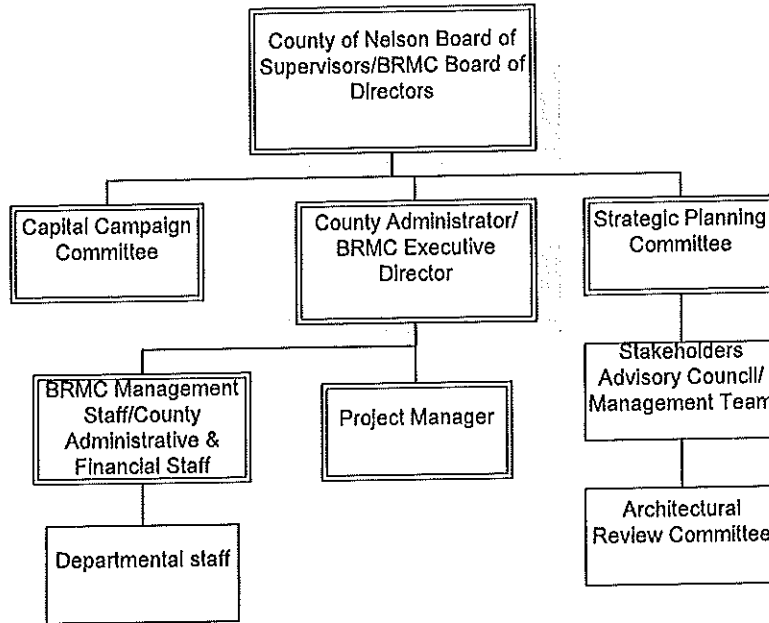 County of Nelson Board of
Supervisors/BRMC Board of
Directors
Capital Campaign
Committee
County Administrator/
BRMC Executive
Director
Strategic Planning
Committee
BRMC Management
Staff/County
Administrative &
Financial Staff
Project Manager
Stakeholders
Advisory Council/
Management Team
Departmental staff
Architectural
Review Committee